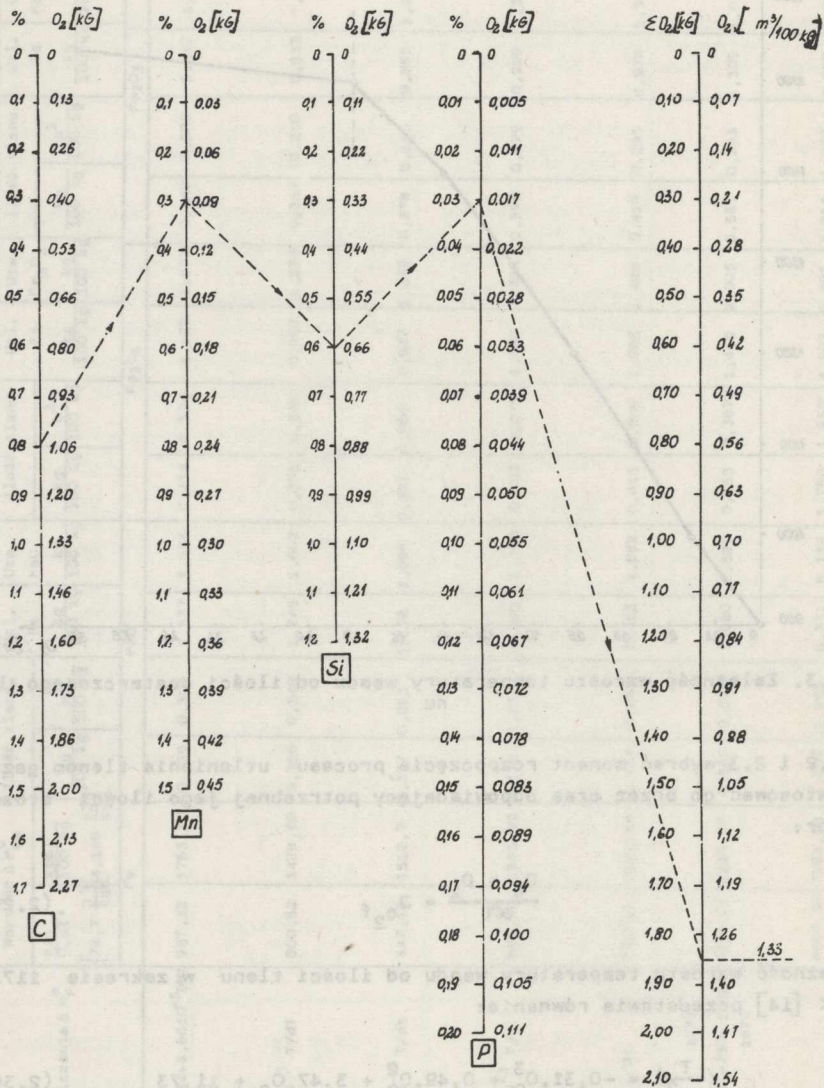 % O₂[kG] % O₂[kG] % O₂[kG] % O₂[kG] ΣO₂[kG] O₂[m³/100 kg]
0 0 0 0 0 0 0 0 0 0
0,1 0,13 0,1 0,03 0,1 0,11 0,01 0,005 0,10 0,07
0,2 0,26 0,2 0,06 0,2 0,22 0,02 0,011 0,20 0,14
0,3 0,40 0,3 0,09 0,3 0,33 0,03 0,017 0,30 0,21
0,4 0,53 0,4 0,12 0,4 0,44 0,04 0,022 0,40 0,28
0,5 0,66 0,5 0,15 0,5 0,55 0,05 0,028 0,50 0,35
0,6 0,80 0,6 0,18 0,6 0,66 0,06 0,033 0,60 0,42
0,7 0,93 0,7 0,21 0,7 0,77 0,07 0,039 0,70 0,49
0,8 1,06 0,8 0,24 0,8 0,88 0,08 0,044 0,80 0,56
0,9 1,20 0,9 0,27 0,9 0,99 0,09 0,050 0,90 0,63
1,0 1,33 1,0 0,30 1,0 1,10 0,10 0,055 1,00 0,70
1,1 1,46 1,1 0,33 1,1 1,21 0,11 0,061 1,10 0,77
1,2 1,60 1,2 0,36 1,2 1,32 0,12 0,067 1,20 0,84
Si
1,3 1,73 1,3 0,39 0,13 0,072 1,30 0,91
1,4 1,86 1,4 0,42 0,14 0,078 1,40 0,98
1,5 2,00 1,5 0,45 0,15 0,083 1,50 1,05
Mn
1,6 2,13 0,16 0,089 1,60 1,12
1,7 2,27 0,17 0,094 1,70 1,19
C
0,18 0,100 1,80 1,26
1,33
0,19 0,105 1,90 1,40
0,20 0,111 2,00 1,47
P
2,10 1,54